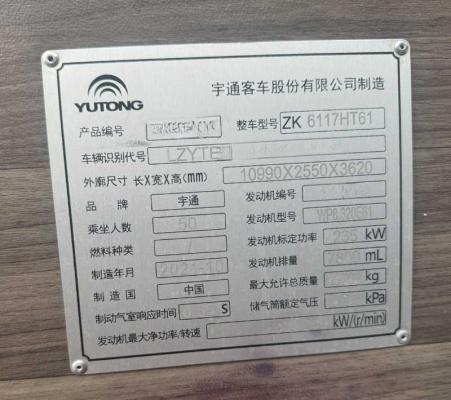 YUTONG
宇通客车股份有限公司制造
产品编号 整车型号 ZK 6117HT61
车辆识别代号 LZYTB
外廓尺寸 长X宽X高(mm) 10990X2550X3620
品牌 宇通 发动机编号
乘坐人数 50 发动机型号 WP8.320E61
燃料种类 / 发动机标定功率 235 kW
制造年月 2021-10 发动机排量 7800 mL
制造国 中国 最大允许总质量 kg
制动气室响应时间 S 储气筒额定气压 kPa
发动机最大净功率/转速 kW/(r/min)